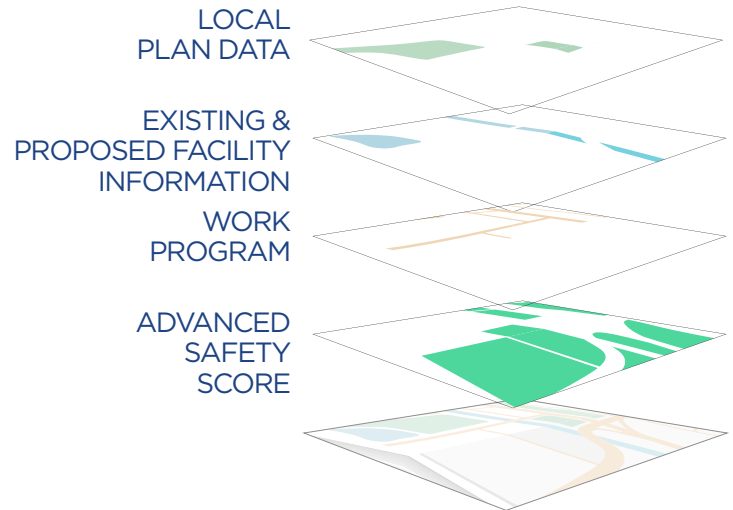 LOCAL
PLAN DATA
EXISTING &
PROPOSED FACILITY
INFORMATION
WORK
PROGRAM
ADVANCED
SAFETY
SCORE